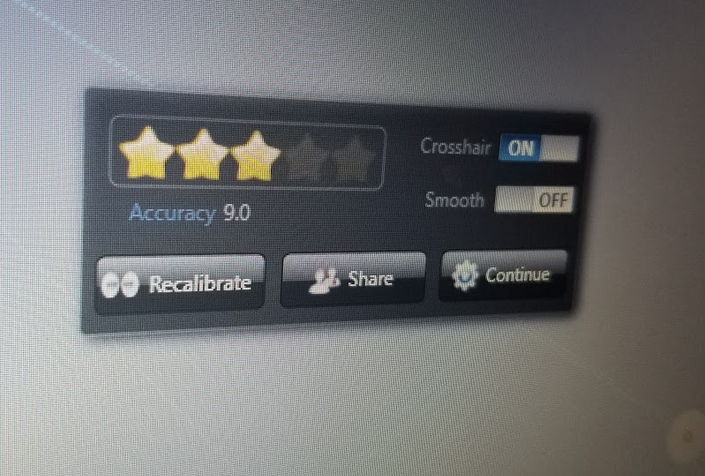 Crosshair ON
Accuracy 9.0
Smooth OFF
Recalibrate Share Continue